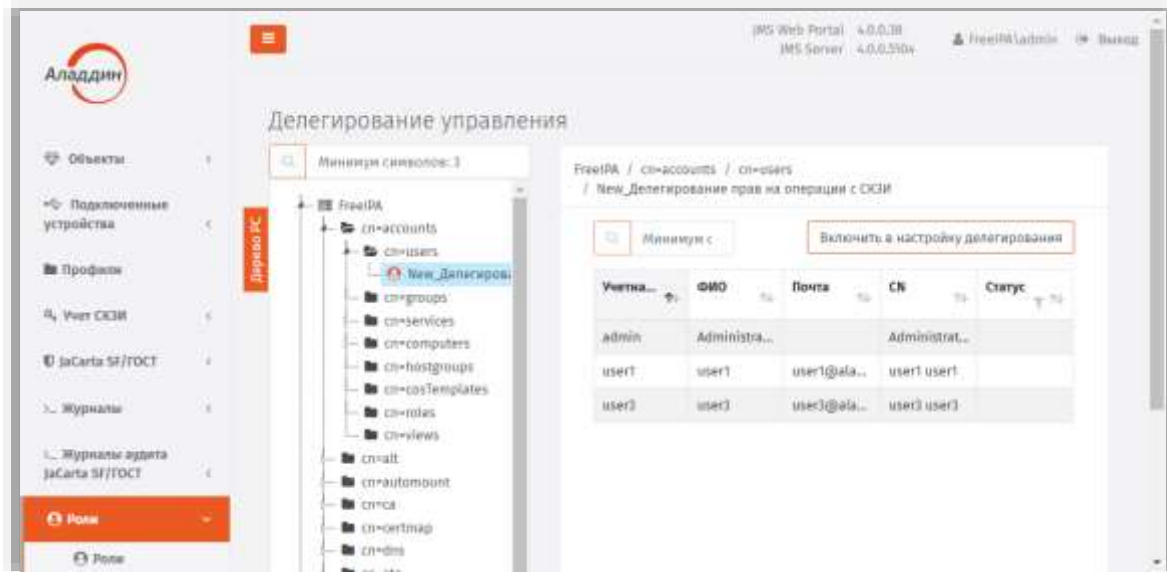 Аладдин
JMS Web Portal 4.0.0.38
JMS Server 4.0.0.5504
FreeIPA\admin
Выход
Объекты
Подключенные
устройства
Профили
Учет СКЗИ
JaCarta SF/ГОСТ
Журналы
Журналы аудита
JaCarta SF/ГОСТ
Роли
Роли
Делегирование управления
Минимум символов: 3
Дерево РС
FreeIPA
cn=accounts
cn=users
New_Делегирова
cn=groups
cn=services
cn=computers
cn=hostgroups
cn=cosTemplates
cn=roles
cn=views
cn=alt
cn=automount
cn=ca
cn=certmap
cn=dns
FreeIPA / cn=accounts / cn=users
/ New_Делегирование прав на операции с СКЗИ
Минимум с
Включить в настройку делегирования
Учетна... ФИО Почта CN Статус
admin Administra... Administrat...
user1 user1 user1@ala... user1 user1
user3 user3 user3@ala... user3 user3